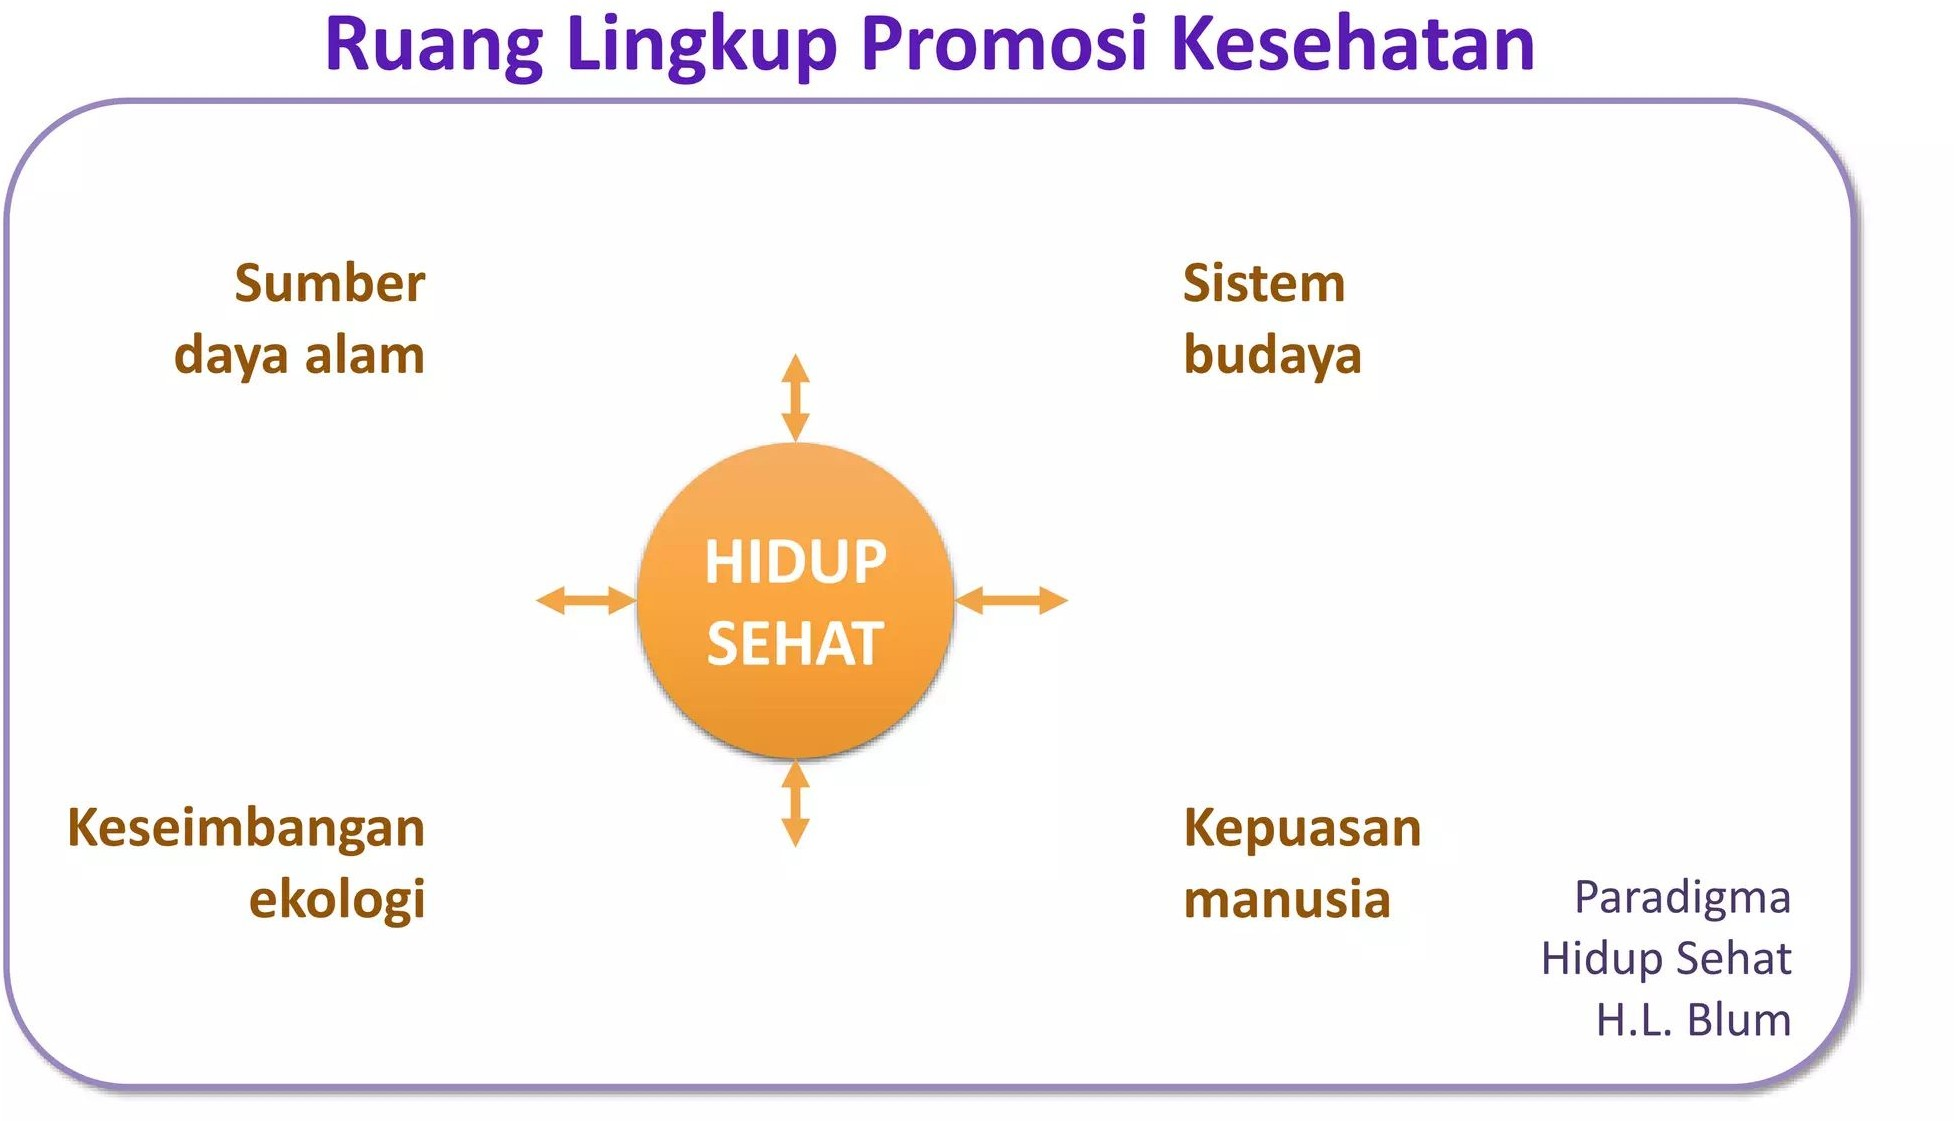 Ruang Lingkup Promosi Kesehatan
Sumber
daya alam
Sistem
budaya
HIDUP
SEHAT
Keseimbangan
ekologi
Kepuasan
manusia
Paradigma
Hidup Sehat
H.L. Blum